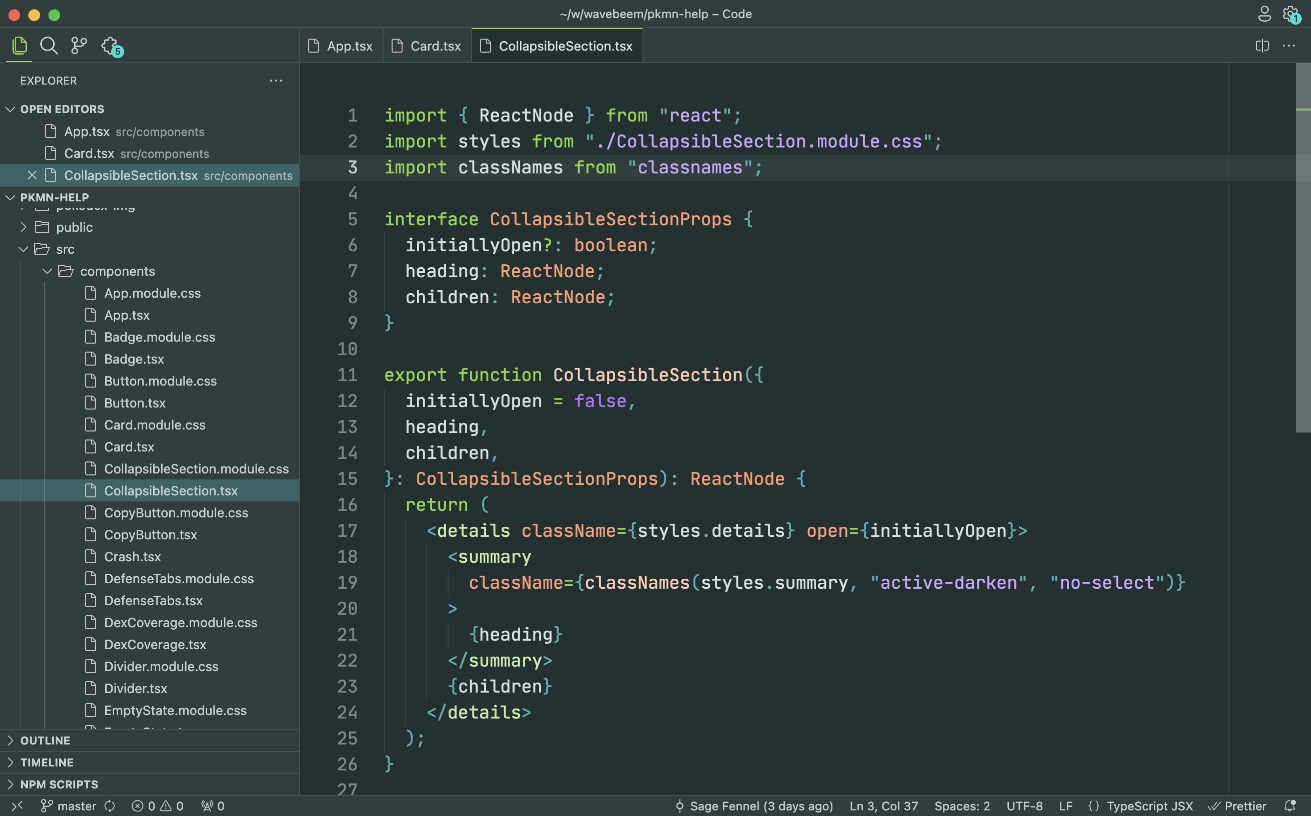 ~/w/wavebeem/pkmn-help – Code
1
5
App.tsx
Card.tsx
CollapsibleSection.tsx
EXPLORER
OPEN EDITORS
App.tsx src/components
Card.tsx src/components
CollapsibleSection.tsx src/components
PKMN-HELP
public
src
components
App.module.css
App.tsx
Badge.module.css
Badge.tsx
Button.module.css
Button.tsx
Card.module.css
Card.tsx
CollapsibleSection.module.css
CollapsibleSection.tsx
CopyButton.module.css
CopyButton.tsx
Crash.tsx
DefenseTabs.module.css
DefenseTabs.tsx
DexCoverage.module.css
DexCoverage.tsx
Divider.module.css
Divider.tsx
EmptyState.module.css
OUTLINE
TIMELINE
NPM SCRIPTS
1 import { ReactNode } from "react";
2 import styles from "./CollapsibleSection.module.css";
3 import classNames from "classnames";
4
5 interface CollapsibleSectionProps {
6 initiallyOpen?: boolean;
7 heading: ReactNode;
8 children: ReactNode;
9 }
10
11 export function CollapsibleSection({
12 initiallyOpen = false,
13 heading,
14 children,
15 }: CollapsibleSectionProps): ReactNode {
16 return (
17 <details className={styles.details} open={initiallyOpen}>
18 <summary
19 className={classNames(styles.summary, "active-darken", "no-select")}
20 >
21 {heading}
22 </summary>
23 {children}
24 </details>
25 );
26 }
27
master 0 0 0 Sage Fennel (3 days ago) Ln 3, Col 37 Spaces: 2 UTF-8 LF {} TypeScript JSX Prettier